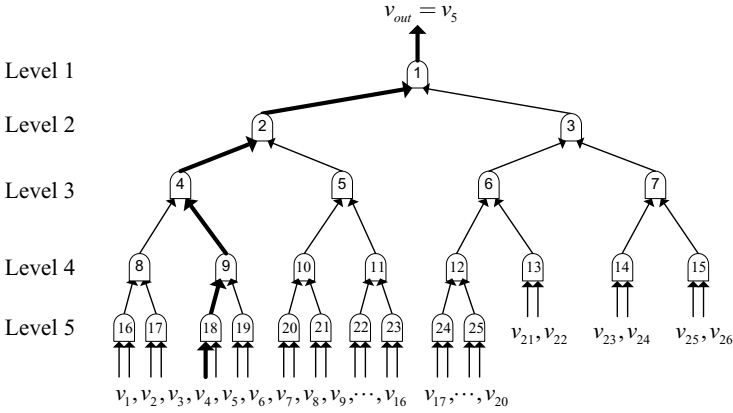 v_out = v_5
Level 1
1
Level 2
2 3
Level 3
4 5 6 7
Level 4
8 9 10 11 12 13 14 15
Level 5
16 17 18 19 20 21 22 23 24 25
v_21, v_22 v_23, v_24 v_25, v_26
v_1, v_2, v_3, v_4, v_5, v_6, v_7, v_8, v_9, ⋯, v_16 v_17, ⋯, v_20